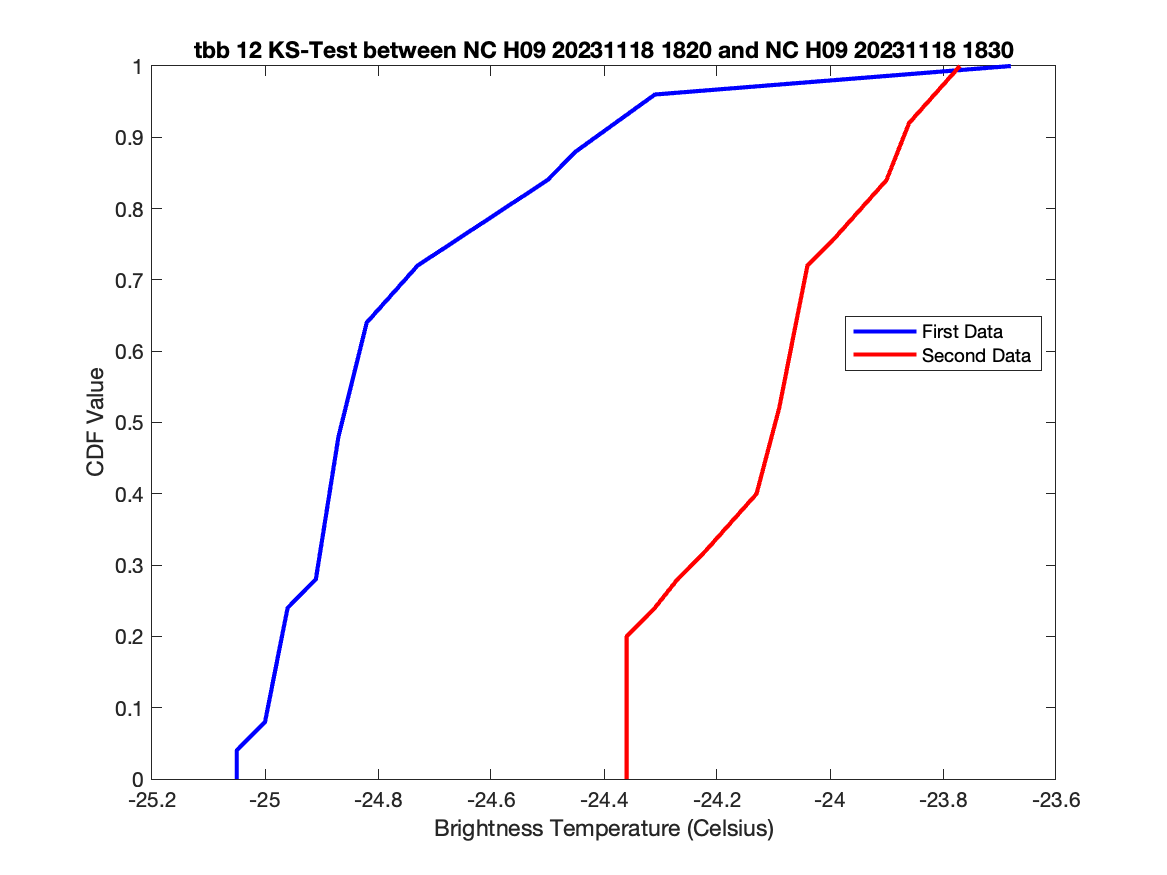 tbb 12 KS-Test between NC H09 20231118 1820 and NC H09 20231118 1830
1
0.9
0.8
0.7
0.6
0.5
0.4
0.3
0.2
0.1
0
CDF Value
First Data
Second Data
-25.2 -25 -24.8 -24.6 -24.4 -24.2 -24 -23.8 -23.6
Brightness Temperature (Celsius)